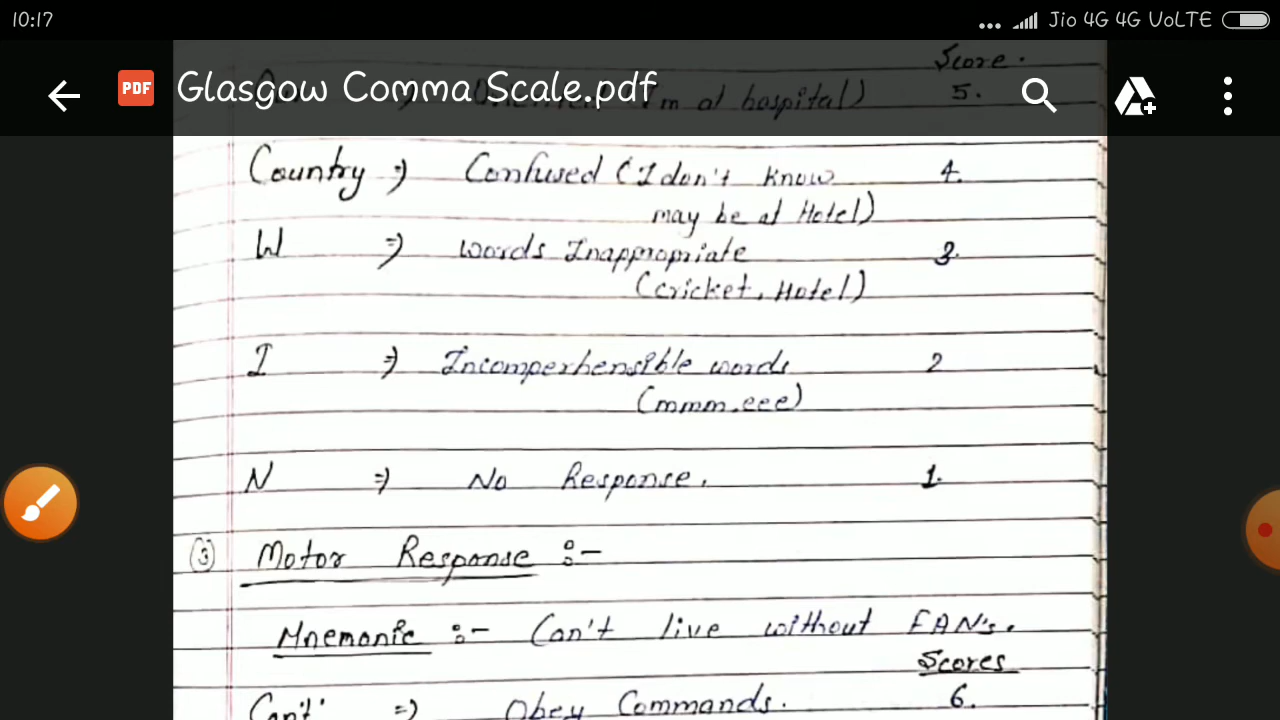 10:17
... Jio 4G 4G VoLTE
PDF Glasgow Comma Scale.pdf
Score.
at hospital) 5.
Country => Confused (I don't know 4.
may be at Hotel)
W => words Inappropriate 3.
(cricket, Hotel)
I => Incomperhensible words 2
(mmm.eee)
N => No Response. 1.
③ Motor Response :-
Mnemonic :- Can't live without FAN's.
Scores
Can't' => Obey Commands. 6.